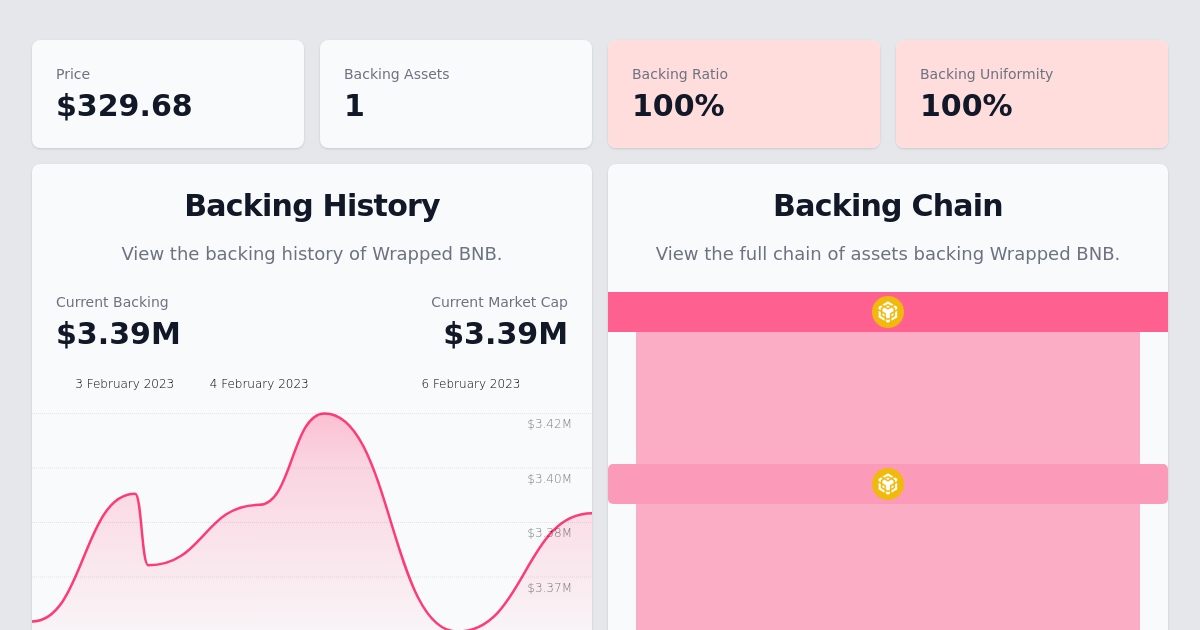 Price
$329.68
Backing Assets
1
Backing Ratio
100%
Backing Uniformity
100%
Backing History
View the backing history of Wrapped BNB.
Current Backing
$3.39M
Current Market Cap
$3.39M
3 February 2023
4 February 2023
6 February 2023
$3.42M
$3.40M
$3.38M
$3.37M
Backing Chain
View the full chain of assets backing Wrapped BNB.